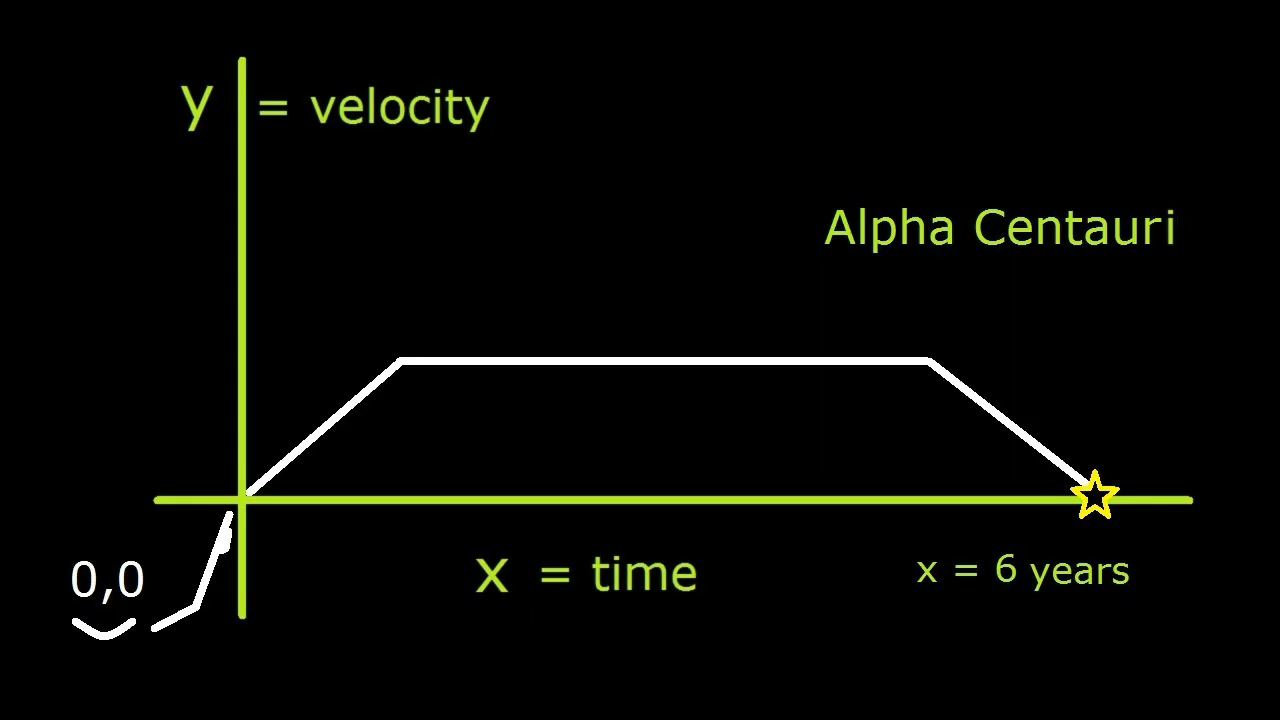 y = velocity
Alpha Centauri
0,0
x = time
x = 6 years